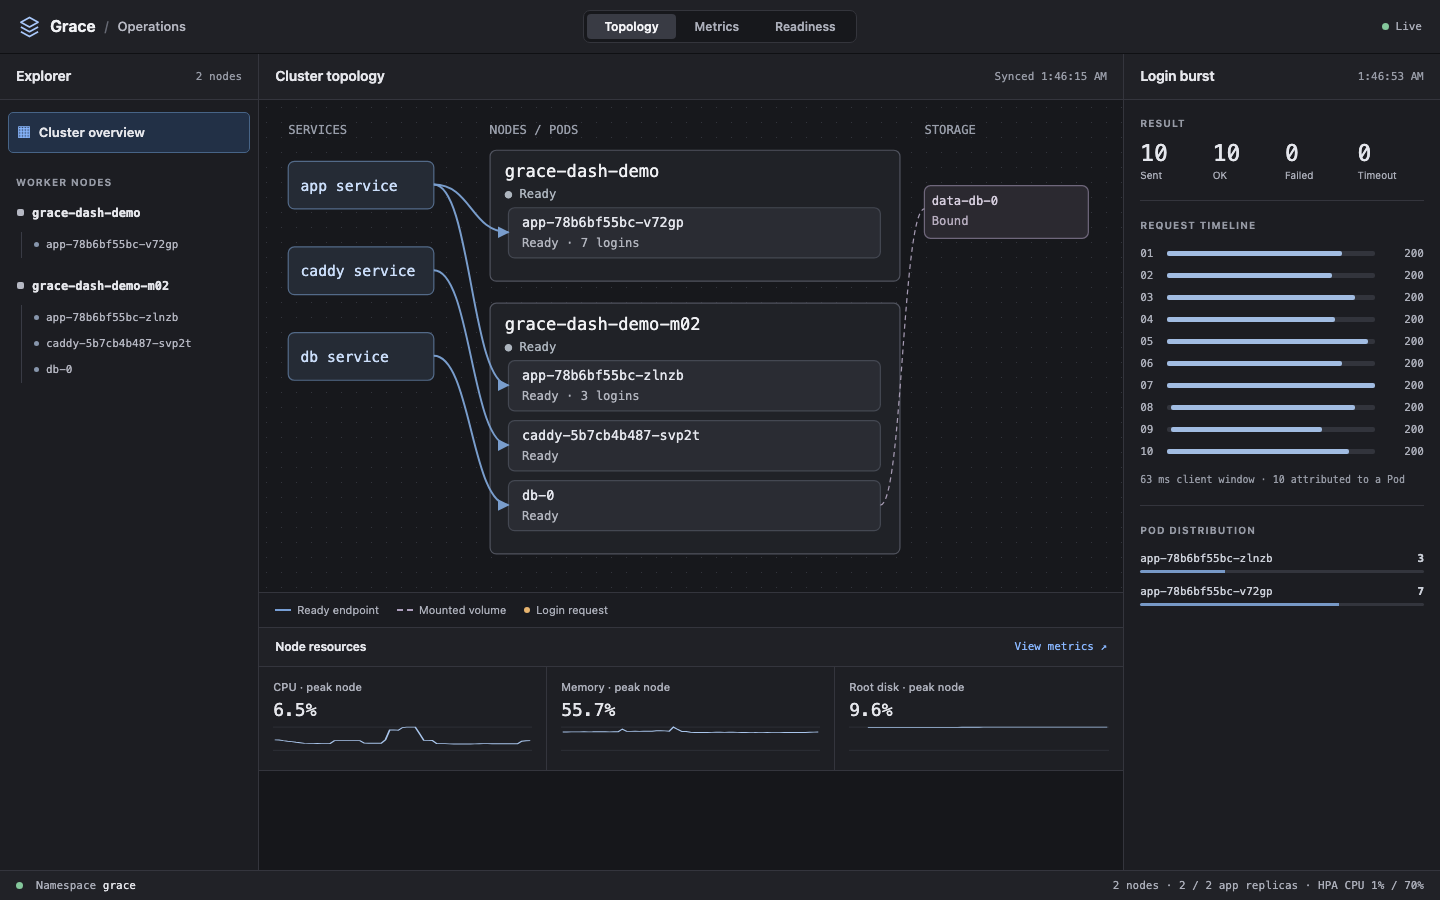 Grace / Operations
Topology Metrics Readiness
Live
Explorer 2 nodes
Cluster overview
WORKER NODES
grace-dash-demo
app-78b6bf55bc-v72gp
grace-dash-demo-m02
app-78b6bf55bc-zlnzb
caddy-5b7cb4b487-svp2t
db-0
Cluster topology Synced 1:46:15 AM
SERVICES NODES / PODS STORAGE
app service
caddy service
db service
grace-dash-demo
Ready
app-78b6bf55bc-v72gp
Ready · 7 logins
grace-dash-demo-m02
Ready
app-78b6bf55bc-zlnzb
Ready · 3 logins
caddy-5b7cb4b487-svp2t
Ready
db-0
Ready
data-db-0
Bound
Ready endpoint Mounted volume Login request
Node resources View metrics ↗
CPU · peak node
6.5%
Memory · peak node
55.7%
Root disk · peak node
9.6%
Login burst 1:46:53 AM
RESULT
10 10 0 0
Sent OK Failed Timeout
REQUEST TIMELINE
01 200
02 200
03 200
04 200
05 200
06 200
07 200
08 200
09 200
10 200
63 ms client window · 10 attributed to a Pod
POD DISTRIBUTION
app-78b6bf55bc-zlnzb 3
app-78b6bf55bc-v72gp 7
Namespace grace
2 nodes · 2 / 2 app replicas · HPA CPU 1% / 70%